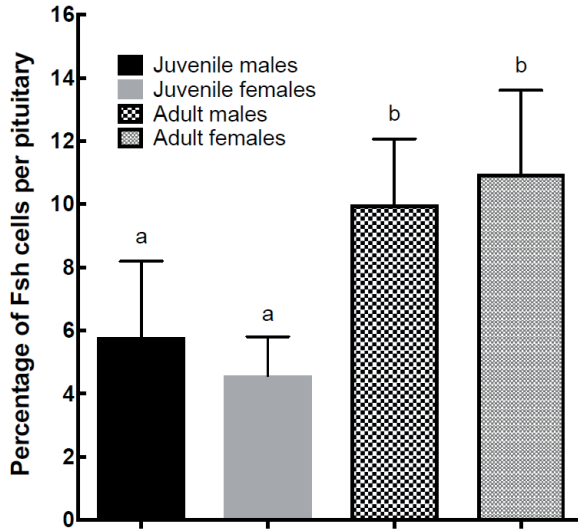 Percentage of Fsh cells per pituitary
16
14
12
10
8
6
4
2
0
Juvenile males
Juvenile females
Adult males
Adult females
a
a
b
b